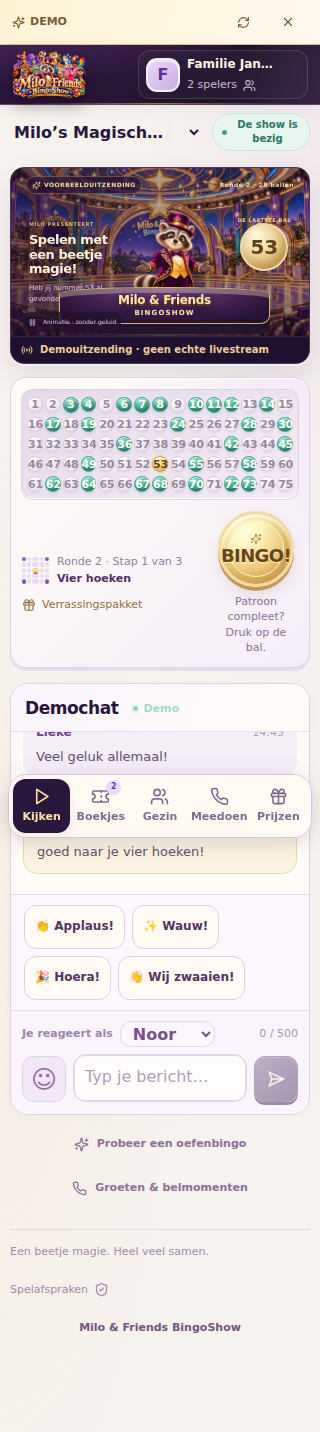 DEMO
Milo & Friends
BingoShow
F
Familie Jan...
2 spelers
Milo's Magisch...
De show is
bezig
VOORBEELDUITZENDING
Ronde 2 · 28 ballen
MILO PRESENTEERT
Spelen met
een beetje
magie!
DE LAATSTE BAL
53
Milo & Friends
BINGOSHOW
Animatie · zonder geluid
Demouitzending · geen echte livestream
1 2 3 4 5 6 7 8 9 10 11 12 13 14 15
16 17 18 19 20 21 22 23 24 25 26 27 28 29 30
31 32 33 34 35 36 37 38 39 40 41 42 43 44 45
46 47 48 49 50 51 52 53 54 55 56 57 58 59 60
61 62 63 64 65 66 67 68 69 70 71 72 73 74 75
Ronde 2 · Stap 1 van 3
Vier hoeken
Verrassingspakket
BINGO!
Patroon
compleet?
Druk op de
bal.
Demochat
Demo
Lieke 14:45
Veel geluk allemaal!
Kijken
2
Boekjes
Gezin
Meedoen
Prijzen
goed naar je vier hoeken!
👏 Applaus!
✨ Wauw!
🎉 Hoera!
👋 Wij zwaaien!
Je reageert als Noor 0 / 500
Typ je bericht...
Probeer een oefenbingo
Groeten & belmomenten
Een beetje magie. Heel veel samen.
Spelafspraken
Milo & Friends BingoShow